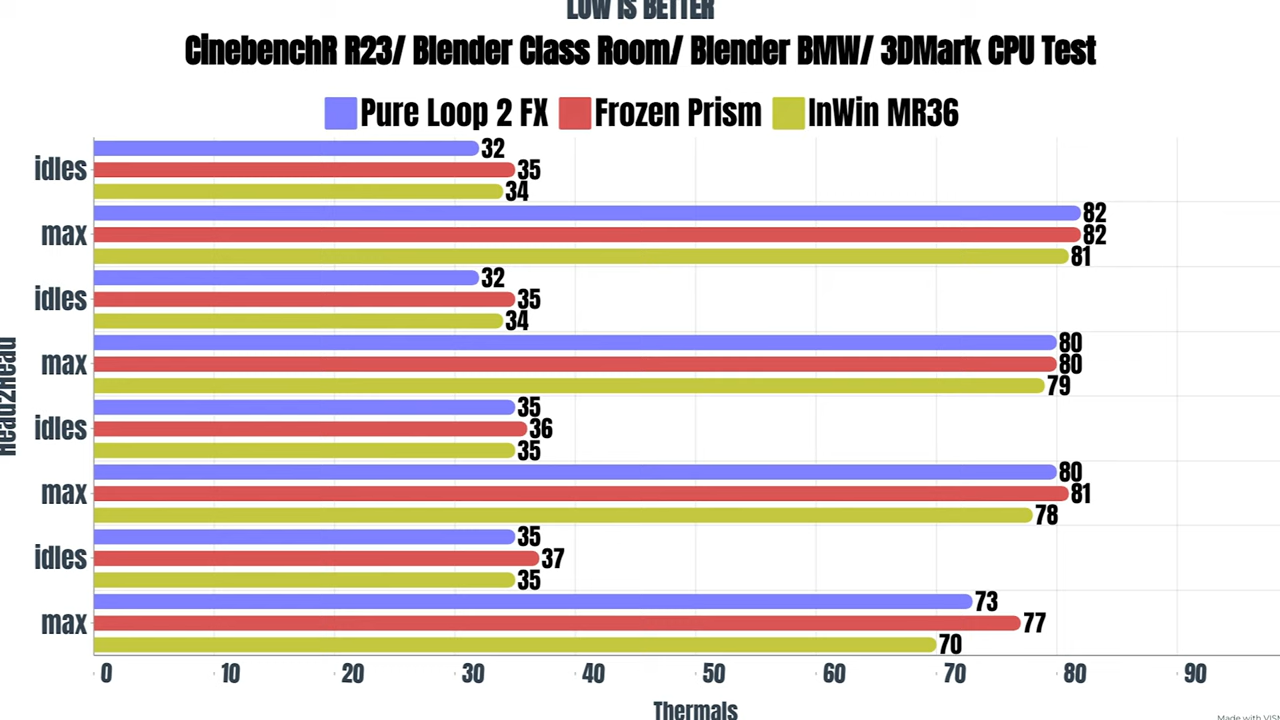 LOW IS BETTER
CinebenchR R23/ Blender Class Room/ Blender BMW/ 3DMark CPU Test
Pure Loop 2 FX Frozen Prism InWin MR36
idles 32 35 34
max 82 82 81
idles 32 35 34
max 80 80 79
idles 35 36 35
max 80 81 78
idles 35 37 35
max 73 77 70
Head2Head
0 10 20 30 40 50 60 70 80 90
Thermals
Made with